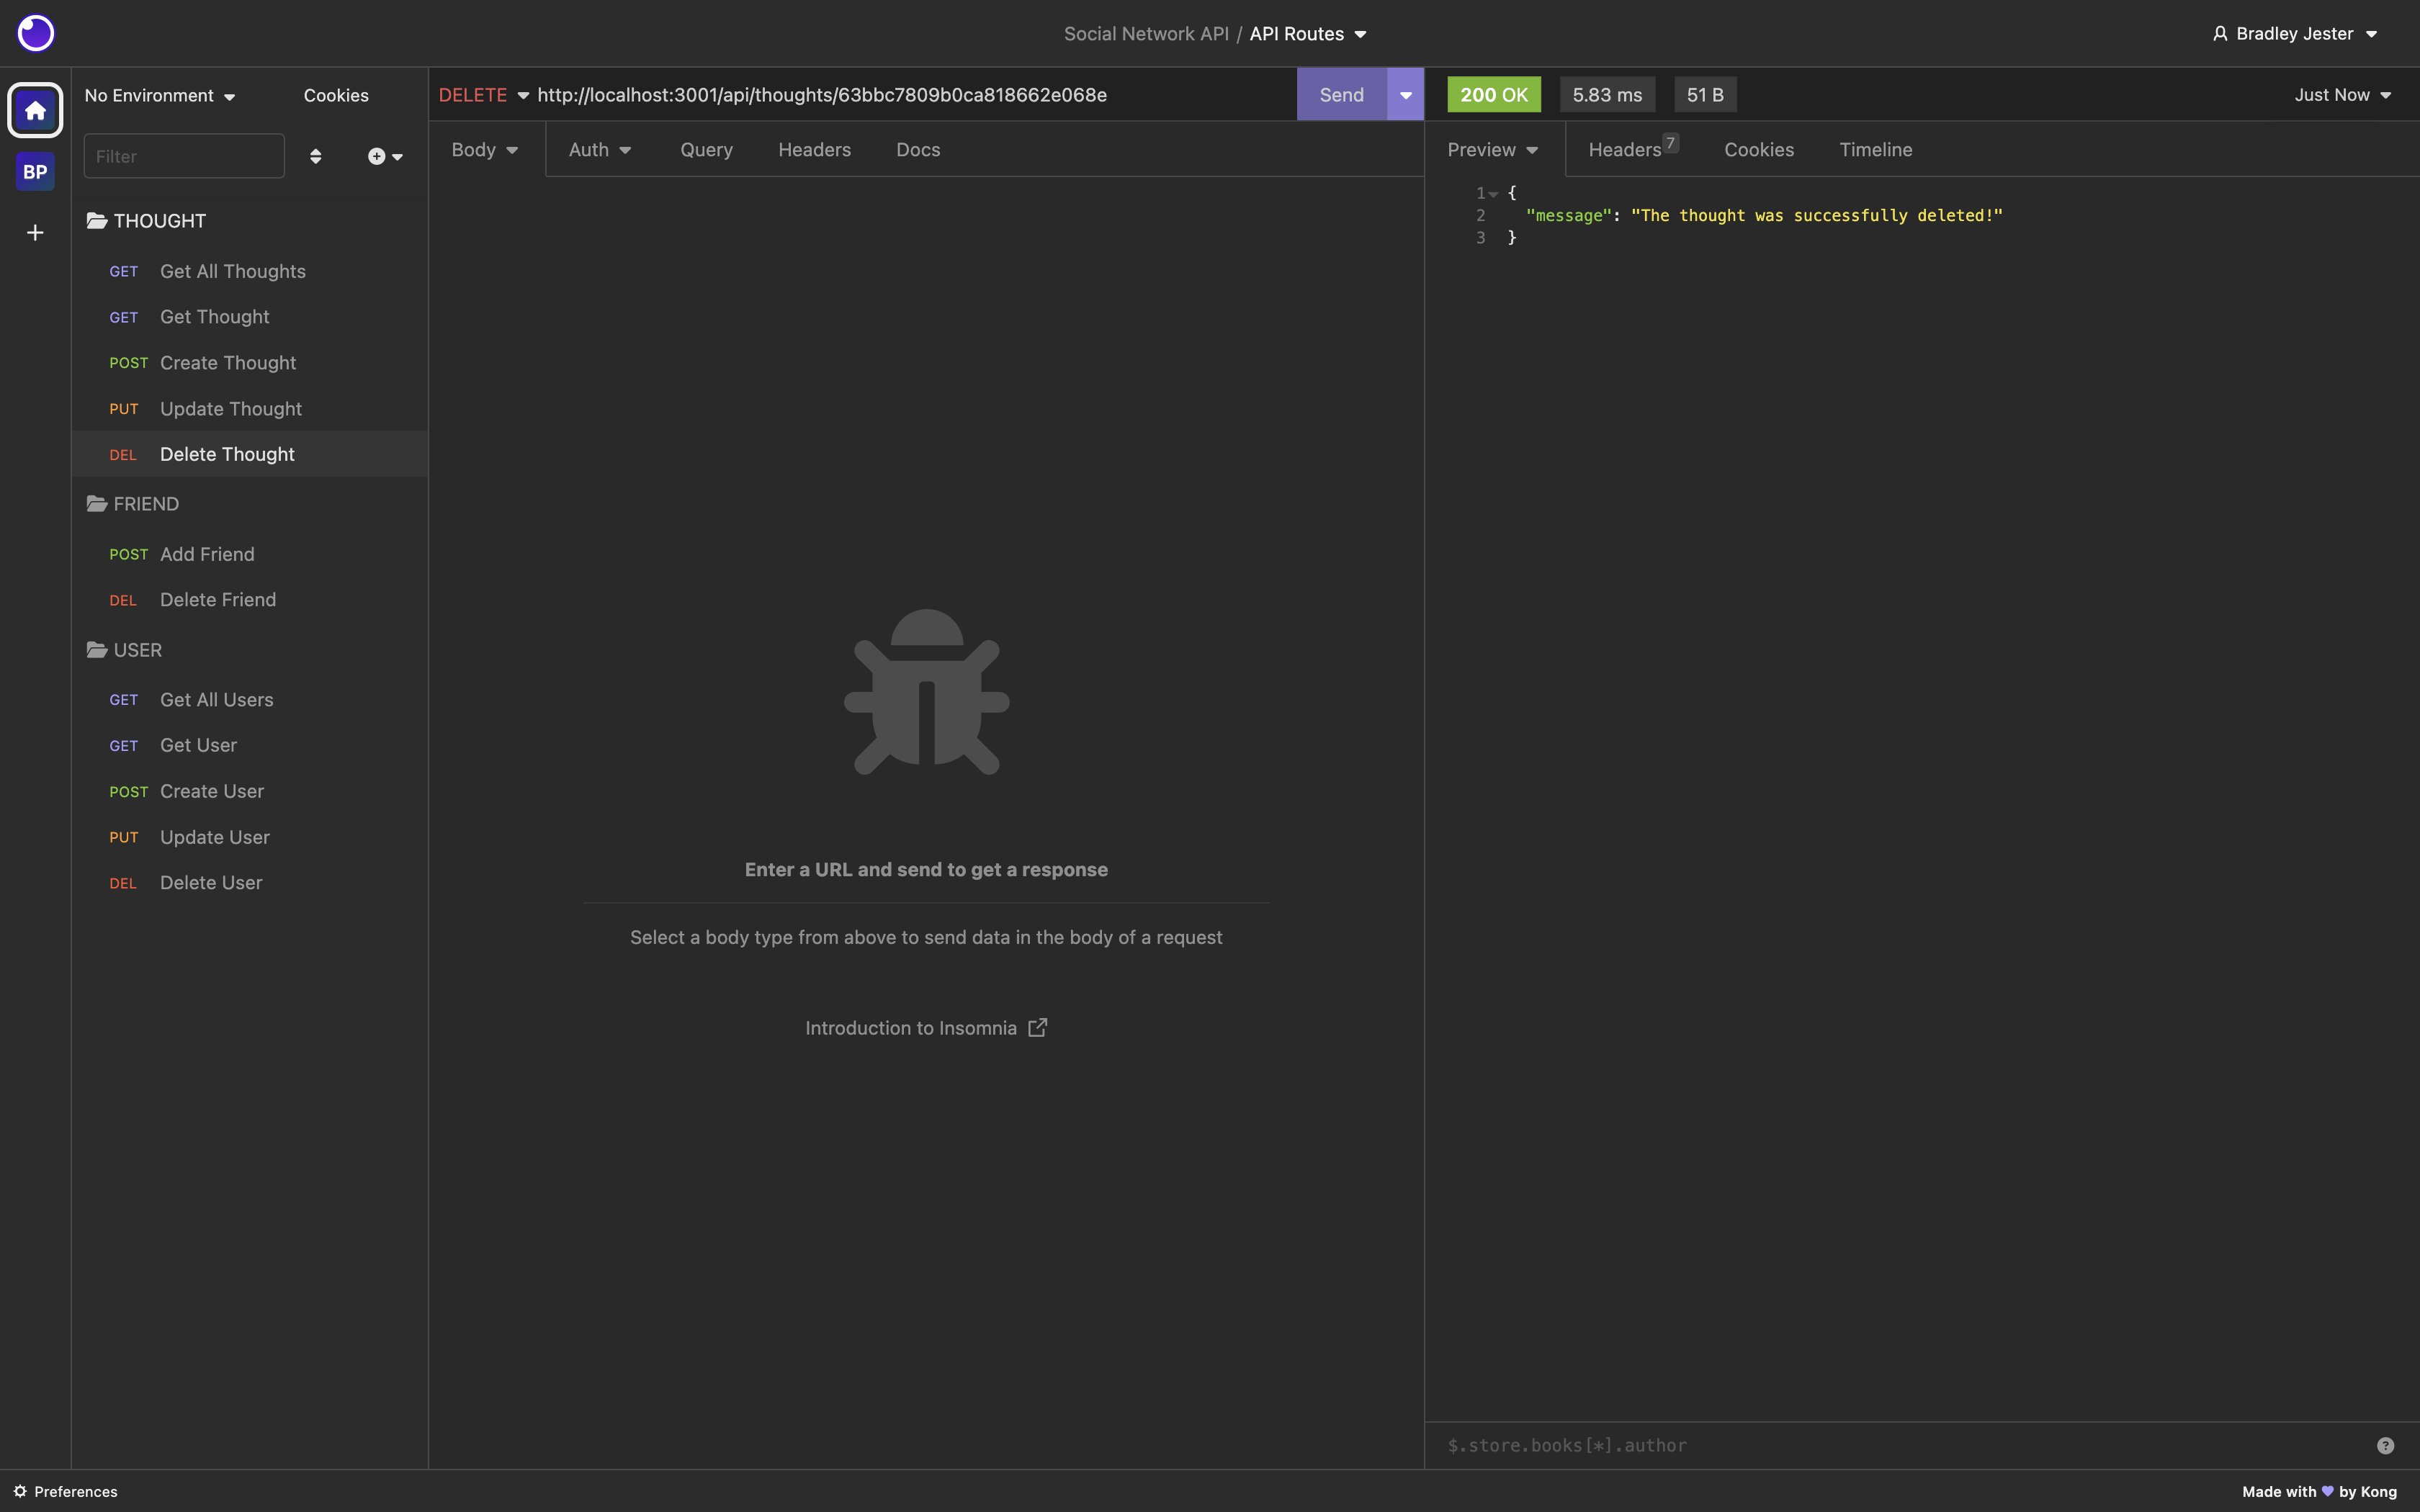 Social Network API / API Routes
Bradley Jester
No Environment
Cookies
DELETE http://localhost:3001/api/thoughts/63bbc7809b0ca818662e068e
Send
200 OK
5.83 ms
51 B
Just Now
Filter
BP
Body
Auth
Query
Headers
Docs
Preview
Headers 7
Cookies
Timeline
THOUGHT
GET Get All Thoughts
GET Get Thought
POST Create Thought
PUT Update Thought
DEL Delete Thought
FRIEND
POST Add Friend
DEL Delete Friend
USER
GET Get All Users
GET Get User
POST Create User
PUT Update User
DEL Delete User
Enter a URL and send to get a response
Select a body type from above to send data in the body of a request
Introduction to Insomnia
1 {
2 "message": "The thought was successfully deleted!"
3 }
$.store.books[*].author
?
Preferences
Made with 💜 by Kong